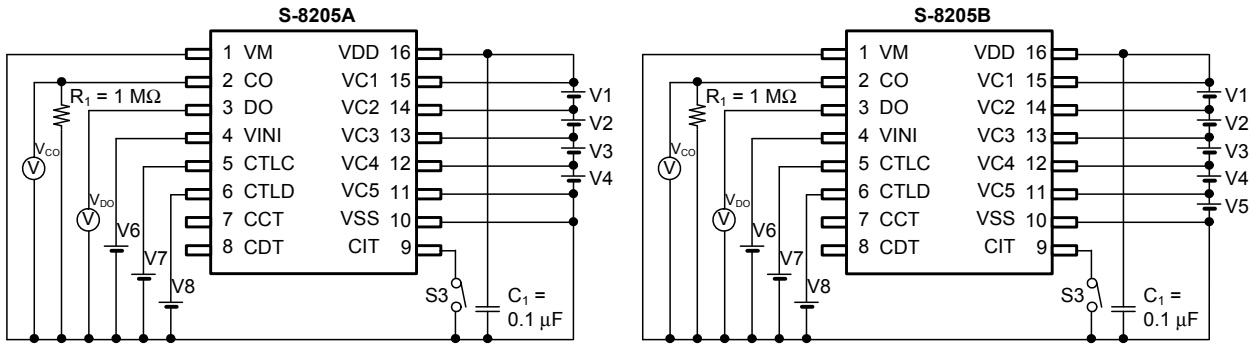 S-8205A
1 VM VDD 16
2 CO VC1 15
3 DO VC2 14
4 VINI VC3 13
5 CTLC VC4 12
6 CTLD VC5 11
7 CCT VSS 10
8 CDT CIT 9
R1 = 1 MΩ
VCO
V
VDO
V
V6
V7
V8
V1
V2
V3
V4
S3
C1 =
0.1 μF
S-8205B
1 VM VDD 16
2 CO VC1 15
3 DO VC2 14
4 VINI VC3 13
5 CTLC VC4 12
6 CTLD VC5 11
7 CCT VSS 10
8 CDT CIT 9
R1 = 1 MΩ
VCO
V
VDO
V
V6
V7
V8
V1
V2
V3
V4
V5
S3
C1 =
0.1 μF